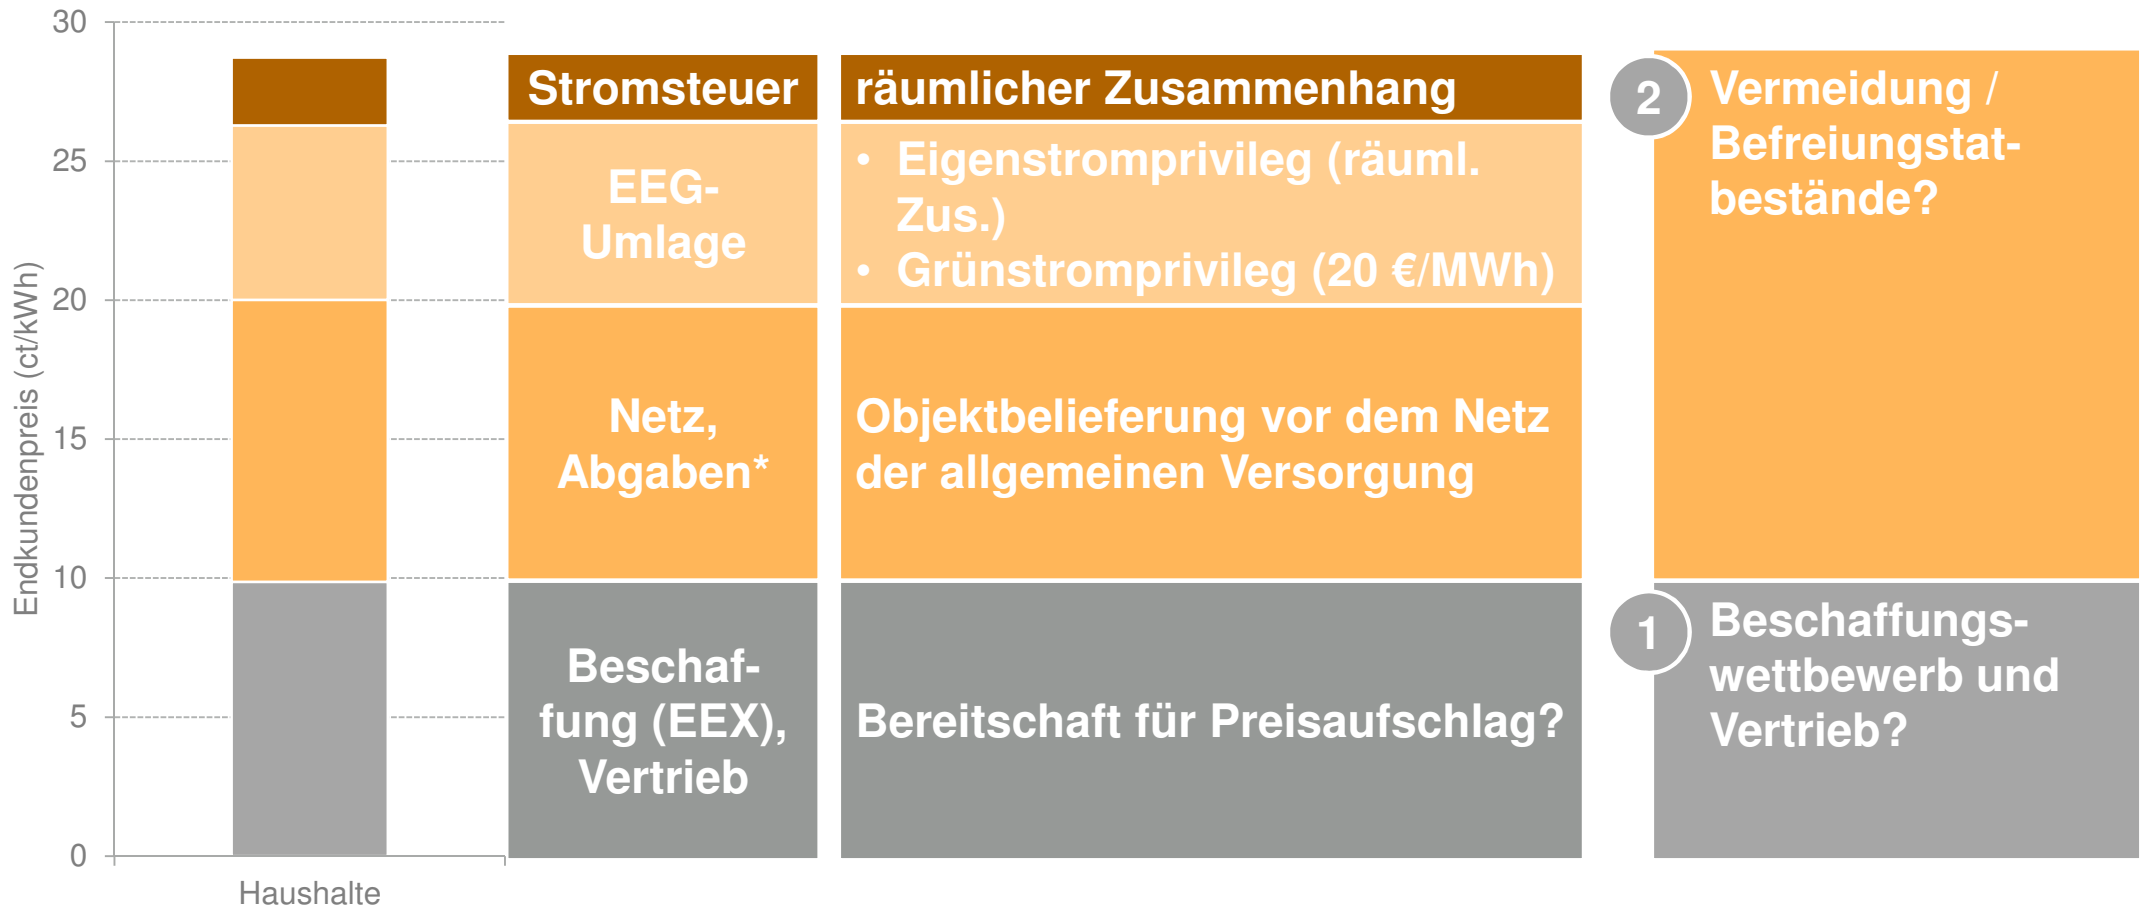 30
25
20
15
10
5
0
Endkundenpreis (ct/kWh)
Haushalte
Stromsteuer
EEG-
Umlage
Netz,
Abgaben*
Beschaf-
fung (EEX),
Vertrieb
räumlicher Zusammenhang
• Eigenstromprivileg (räuml.
Zus.)
• Grünstromprivileg (20 €/MWh)
Objektbelieferung vor dem Netz
der allgemeinen Versorgung
Bereitschaft für Preisaufschlag?
2
Vermeidung /
Befreiungstat-
bestände?
1
Beschaffungs-
wettbewerb und
Vertrieb?